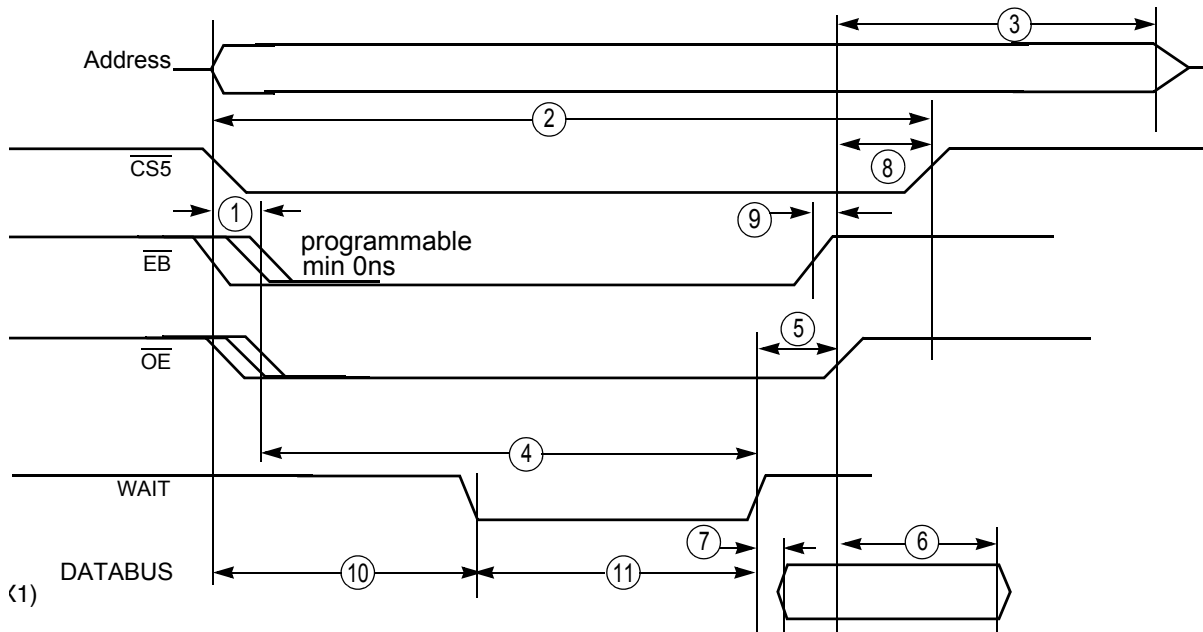 3
Address
2
CS5
8
1
9
programmable
EB
min 0ns
5
OE
4
WAIT
7
6
DATABUS
10
11
X1)